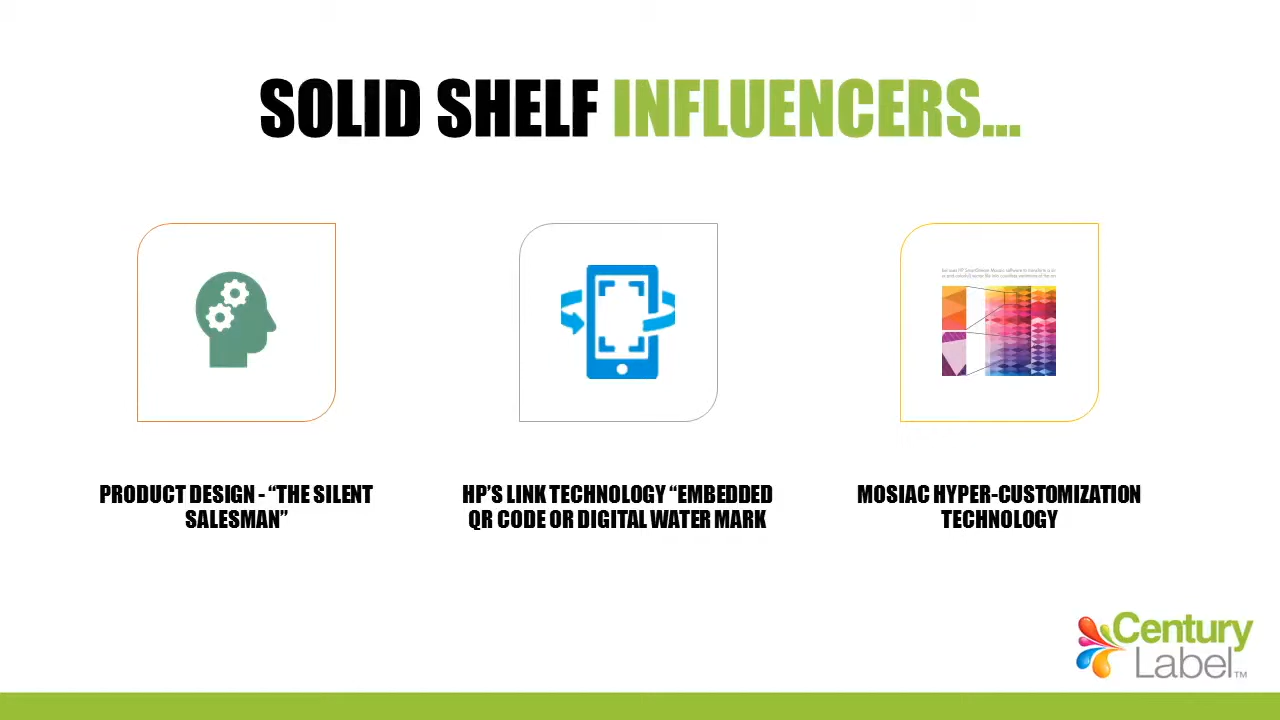 SOLID SHELF INFLUENCERS...
PRODUCT DESIGN - “THE SILENT
SALESMAN”
HP’S LINK TECHNOLOGY “EMBEDDED
QR CODE OR DIGITAL WATER MARK
MOSIAC HYPER-CUSTOMIZATION
TECHNOLOGY
Century
Label™